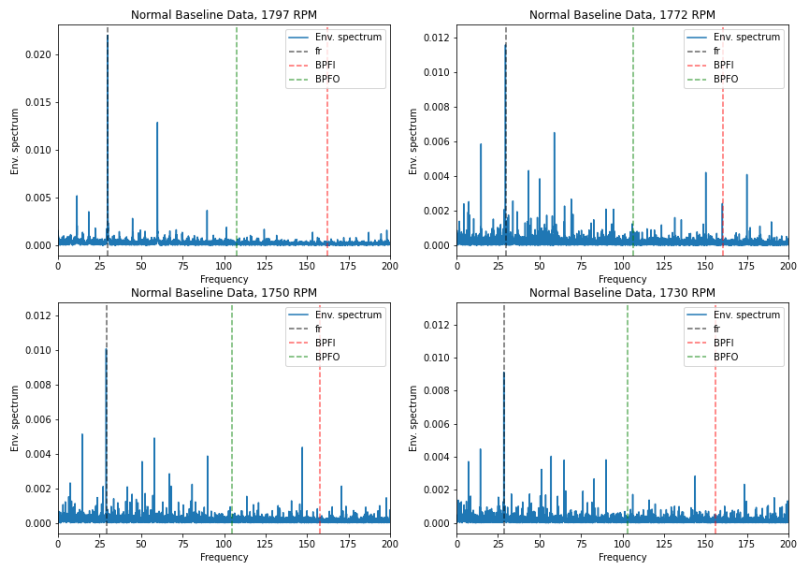 Normal Baseline Data, 1797 RPM
Env. spectrum
fr
BPFI
BPFO
Env. spectrum
0.020
0.015
0.010
0.005
0.000
0 25 50 75 100 125 150 175 200
Frequency
Normal Baseline Data, 1772 RPM
Env. spectrum
fr
BPFI
BPFO
Env. spectrum
0.012
0.010
0.008
0.006
0.004
0.002
0.000
0 25 50 75 100 125 150 175 200
Frequency
Normal Baseline Data, 1750 RPM
Env. spectrum
fr
BPFI
BPFO
Env. spectrum
0.012
0.010
0.008
0.006
0.004
0.002
0.000
0 25 50 75 100 125 150 175 200
Frequency
Normal Baseline Data, 1730 RPM
Env. spectrum
fr
BPFI
BPFO
Env. spectrum
0.012
0.010
0.008
0.006
0.004
0.002
0.000
0 25 50 75 100 125 150 175 200
Frequency